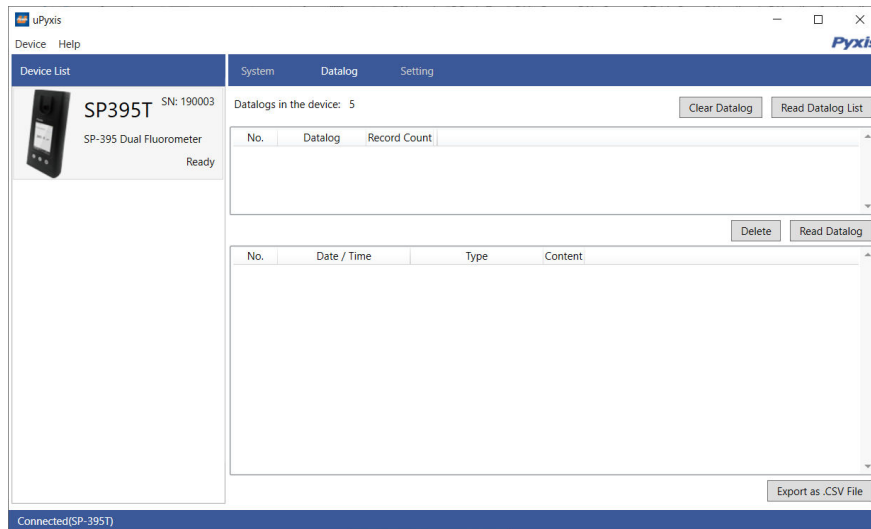 uPyxis
Device Help
Pyxis
Device List
System Datalog Setting
SP395T SN: 190003
SP-395 Dual Fluorometer
Ready
Datalogs in the device: 5
Clear Datalog Read Datalog List
No. Datalog Record Count
Delete Read Datalog
No. Date / Time Type Content
Export as .CSV File
Connected(SP-395T)